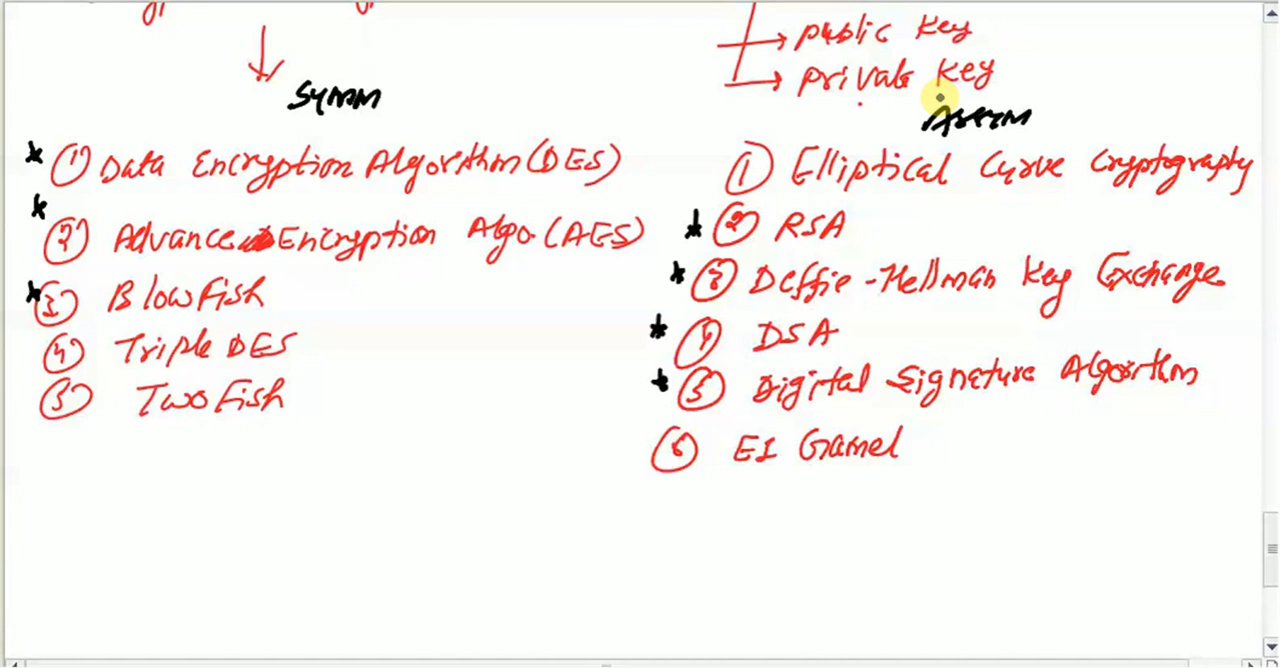 public Key
private Key
Symm
Assym
* ① Data Encryption Algorithm (DES)
* ② Advance Encryption Algo (AES)
* ③ BlowFish
④ Triple DES
⑤ TwoFish
① Elliptical Curve Cryptography
* ② RSA
* ③ Deffie-Hellman Key Exchange
* ④ DSA
* ⑤ Digital Signature Algorithm
⑥ El Gamel